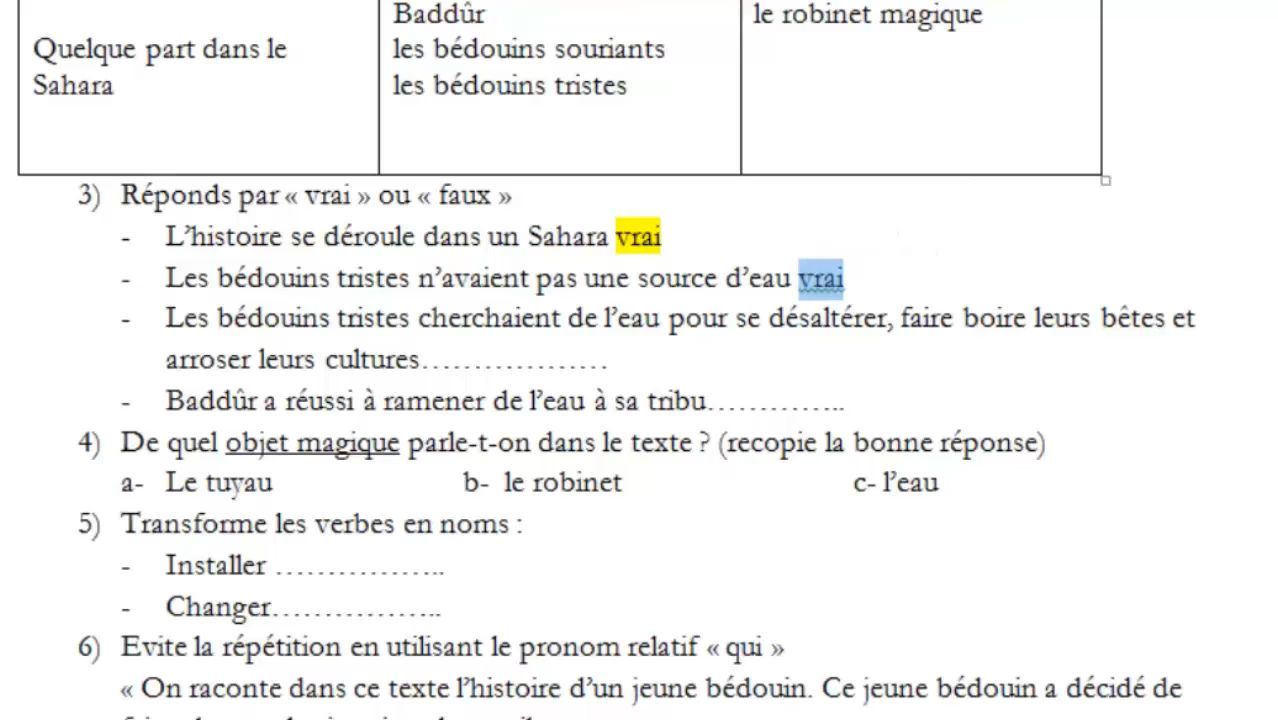 Baddûr
le robinet magique
Quelque part dans le
les bédouins souriants
Sahara
les bédouins tristes
3) Réponds par « vrai » ou « faux »
- L’histoire se déroule dans un Sahara vrai
- Les bédouins tristes n’avaient pas une source d’eau vrai
- Les bédouins tristes cherchaient de l’eau pour se désaltérer, faire boire leurs bêtes et
arroser leurs cultures………………
- Baddûr a réussi à ramener de l’eau à sa tribu…………..
4) De quel objet magique parle-t-on dans le texte ? (recopie la bonne réponse)
a- Le tuyau b- le robinet c- l’eau
5) Transforme les verbes en noms :
- Installer ……………..
- Changer……………..
6) Evite la répétition en utilisant le pronom relatif « qui »
« On raconte dans ce texte l’histoire d’un jeune bédouin. Ce jeune bédouin a décidé de